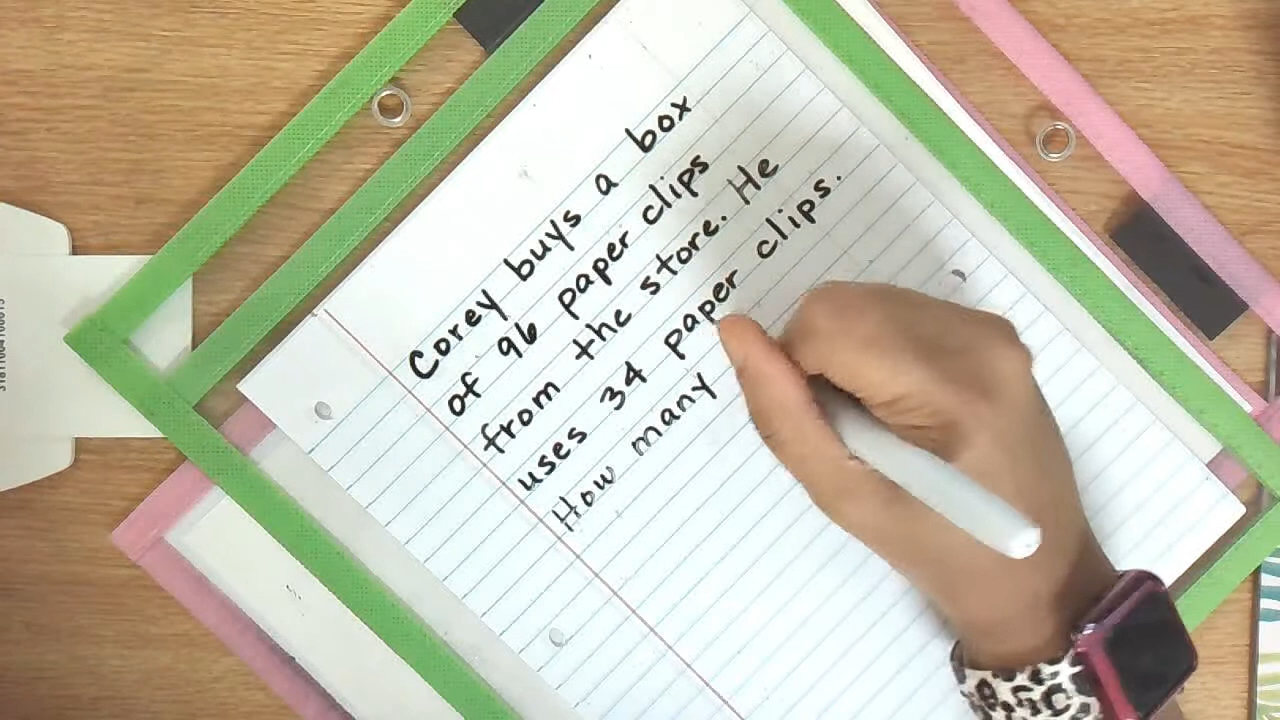 Corey buys a box
of 96 paper clips
from the store. He
uses 34 paper clips.
How many